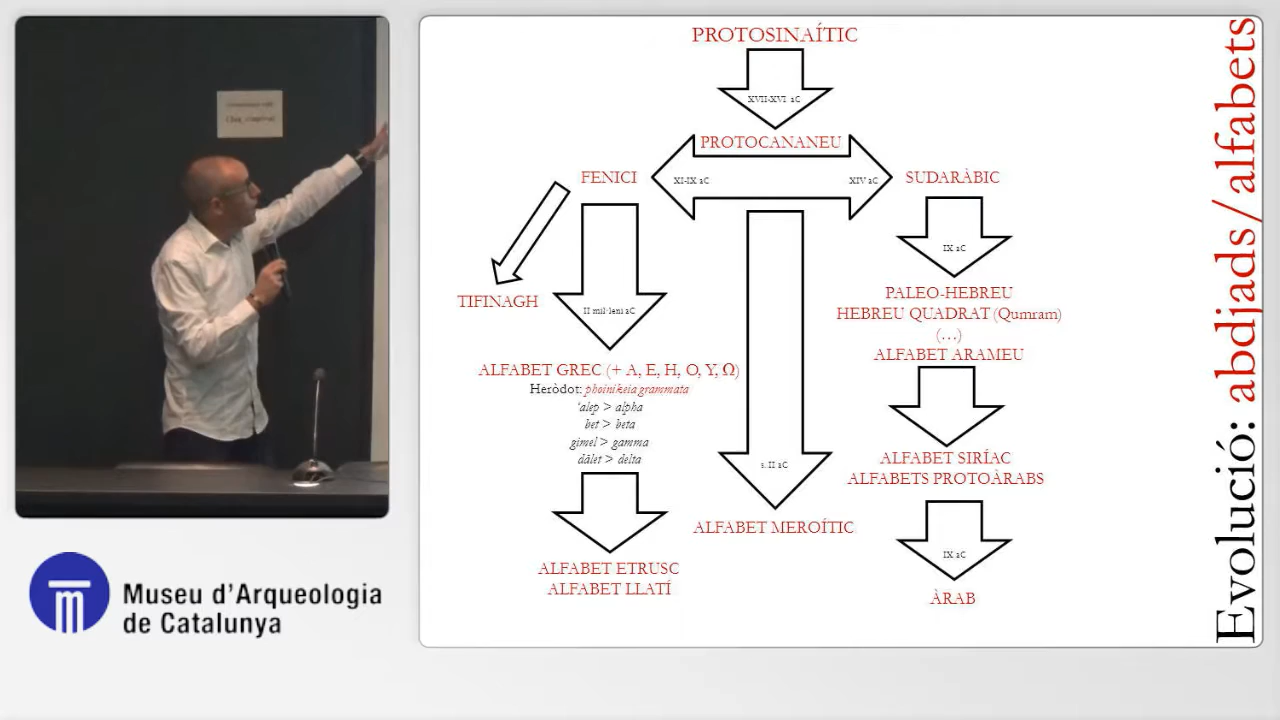 PROTOSINAÍTIC
XVII-XVI aC
PROTOCANANEU
FENICI
XI-IX aC
XIV aC
SUDARÀBIC
IX aC
TIFINAGH
II mil·leni aC
PALEO-HEBREU
HEBREU QUADRAT (Qumram)
(…)
ALFABET ARAMEU
ALFABET GREC (+ A, E, H, O, Y, Ω)
Heròdot: phoinikeia grammata
'alep > alpha
bet > beta
gimel > gamma
dālet > delta
s. II aC
ALFABET SIRÍAC
ALFABETS PROTOÀRABS
ALFABET MEROÍTIC
IX aC
ALFABET ETRUSC
ALFABET LLATÍ
ÀRAB
Evolució: abdjads/alfabets
Museu d'Arqueologia
de Catalunya